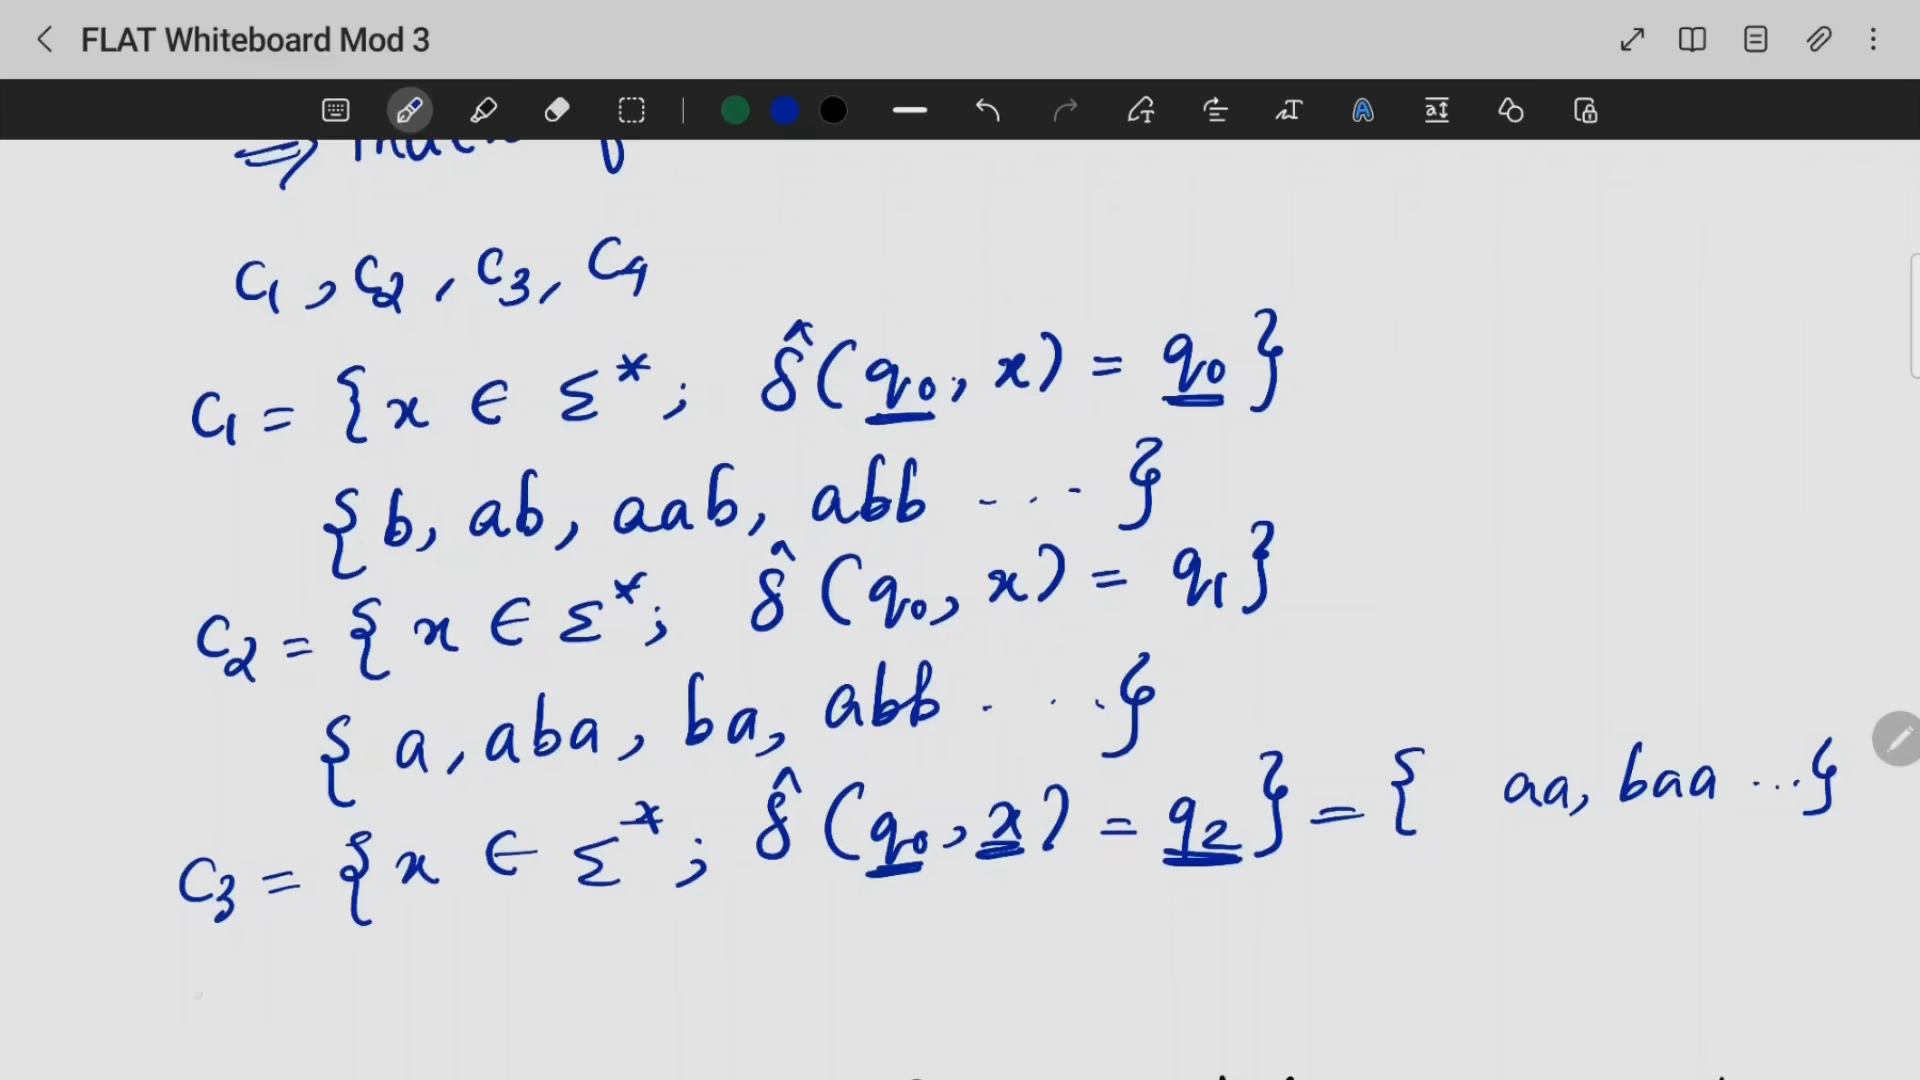 FLAT Whiteboard Mod 3
C1, C2, C3, C4
C1 = {x ∈ Σ*; δ̂(q0, x) = q0}
{b, ab, aab, abb ...}
C2 = {x ∈ Σ*; δ̂(q0, x) = q1}
{a, aba, ba, abb ...}
C3 = {x ∈ Σ*; δ̂(q0, x) = q2} = { aa, baa ...}